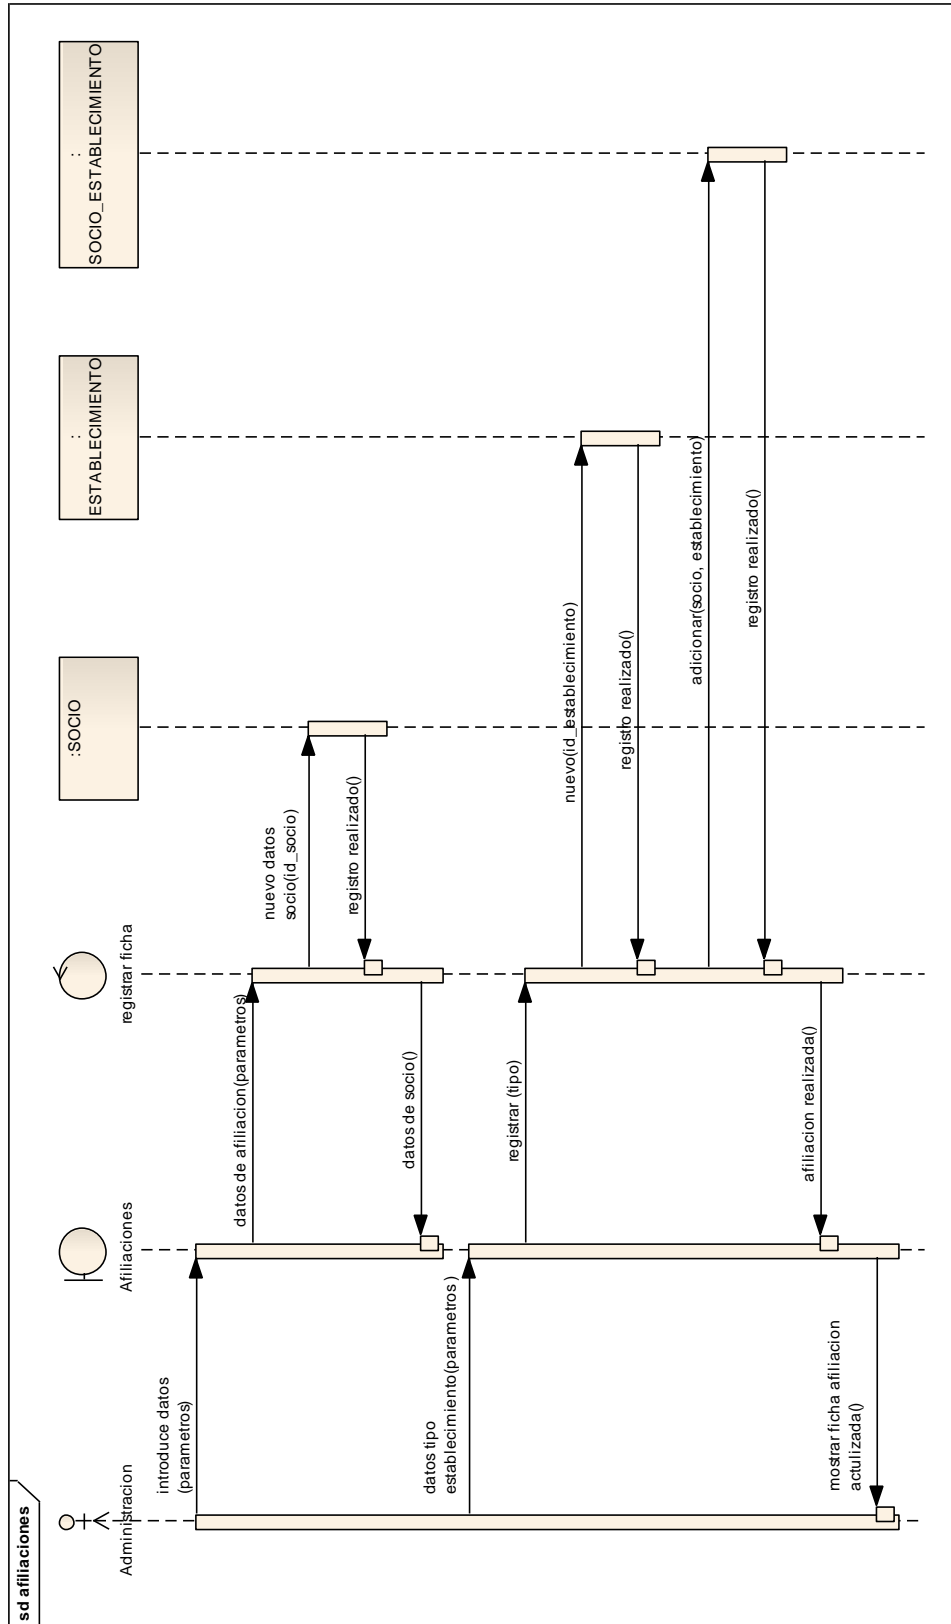 sd afiliaciones
Administracion
Afiliaciones
registrar ficha
:SOCIO
:
ESTABLECIMIENTO
:
SOCIO_ESTABLECIMIENTO
introduce datos
(parametros)
datos de afiliacion(parametros)
nuevo datos
socio(id_socio)
registro realizado()
datos de socio()
datos tipo
establecimiento(parametros)
registrar (tipo)
nuevo(id_establecimiento)
registro realizado()
adicionar(socio, establecimiento)
registro realizado()
afiliacion realizada()
mostrar ficha afiliacion
actulizada()